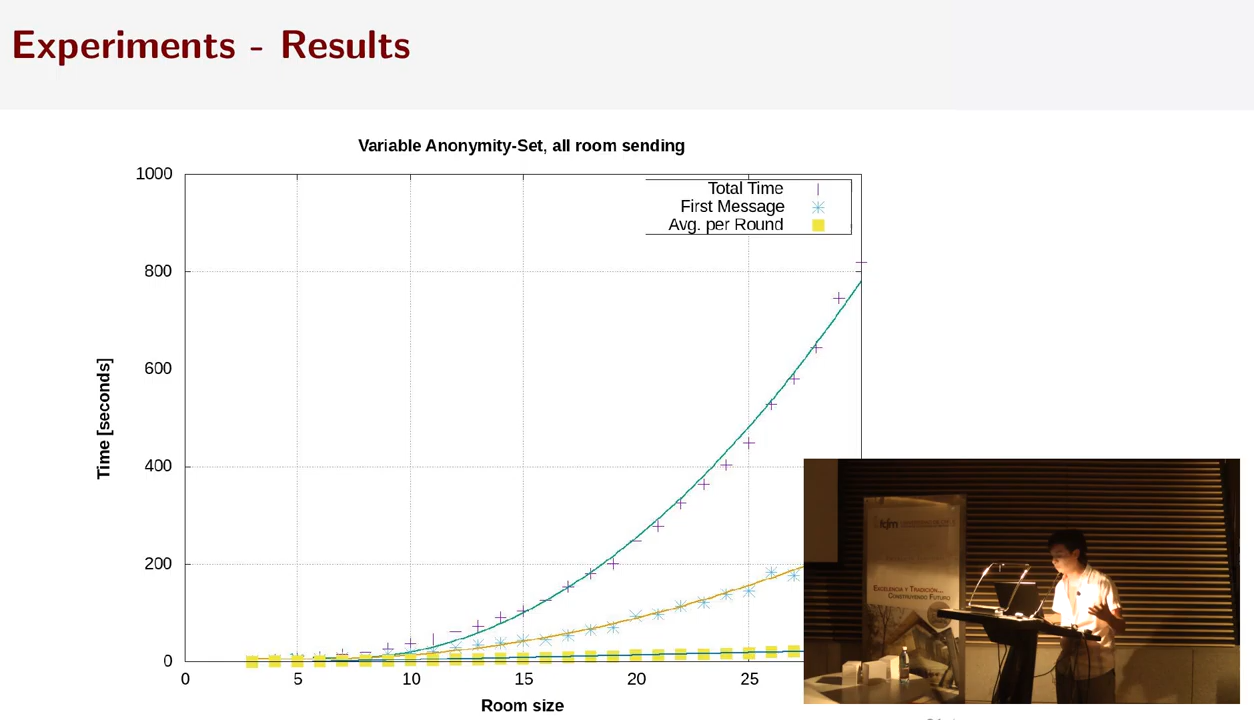 Experiments - Results
Variable Anonymity-Set, all room sending
Total Time
First Message
Avg. per Round
1000
800
600
400
200
0
Time [seconds]
0 5 10 15 20 25
Room size
fcfm
Excelencia y Tradición...
Construyendo Futuro